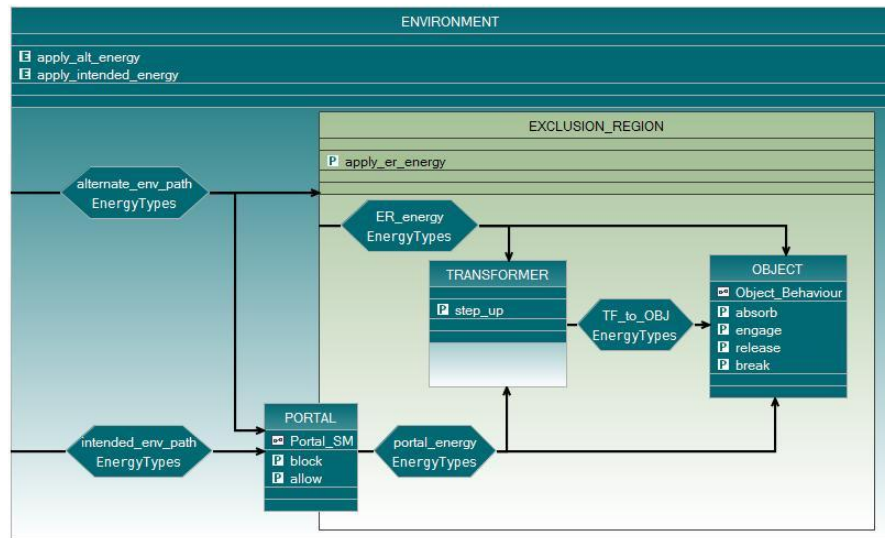 ENVIRONMENT
E apply_alt_energy
E apply_intended_energy
EXCLUSION_REGION
P apply_er_energy
alternate_env_path
EnergyTypes
ER_energy
EnergyTypes
TRANSFORMER
P step_up
TF_to_OBJ
EnergyTypes
OBJECT
Object_Behaviour
P absorb
P engage
P release
P break
intended_env_path
EnergyTypes
PORTAL
Portal_SM
P block
P allow
portal_energy
EnergyTypes